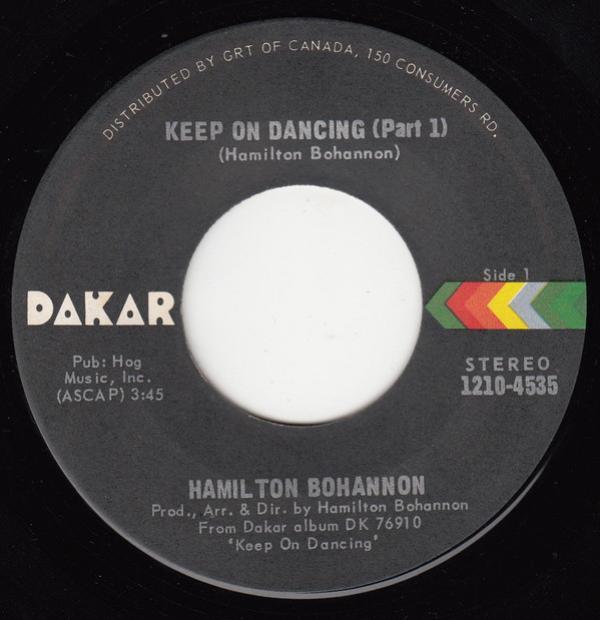 DISTRIBUTED BY GRT OF CANADA, 150 CONSUMERS RD.
KEEP ON DANCING (Part 1)
(Hamilton Bohannon)
Side 1
DAKAR
Pub: Hog
Music, Inc.
(ASCAP) 3:45
STEREO
1210-4535
HAMILTON BOHANNON
Prod., Arr. & Dir. by Hamilton Bohannon
From Dakar album DK 76910
'Keep On Dancing'